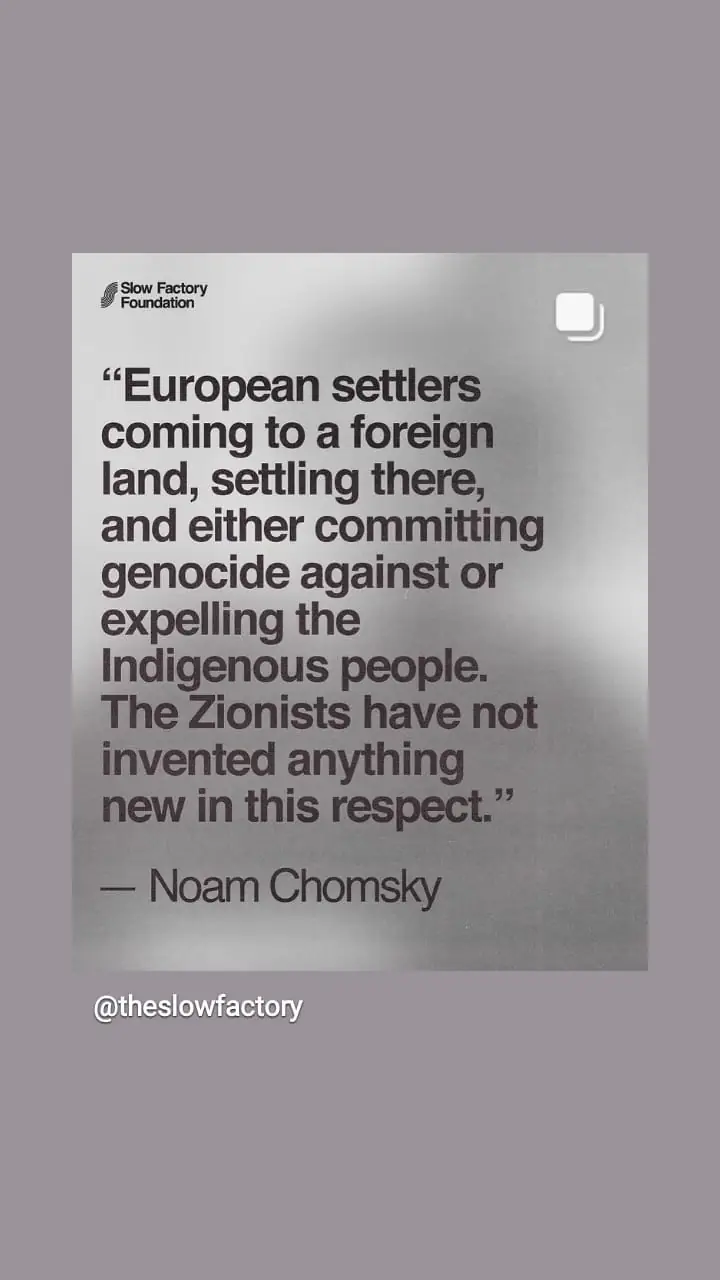 Slow Factory
Foundation
“European settlers
coming to a foreign
land, settling there,
and either committing
genocide against or
expelling the
Indigenous people.
The Zionists have not
invented anything
new in this respect.”
— Noam Chomsky
@theslowfactory